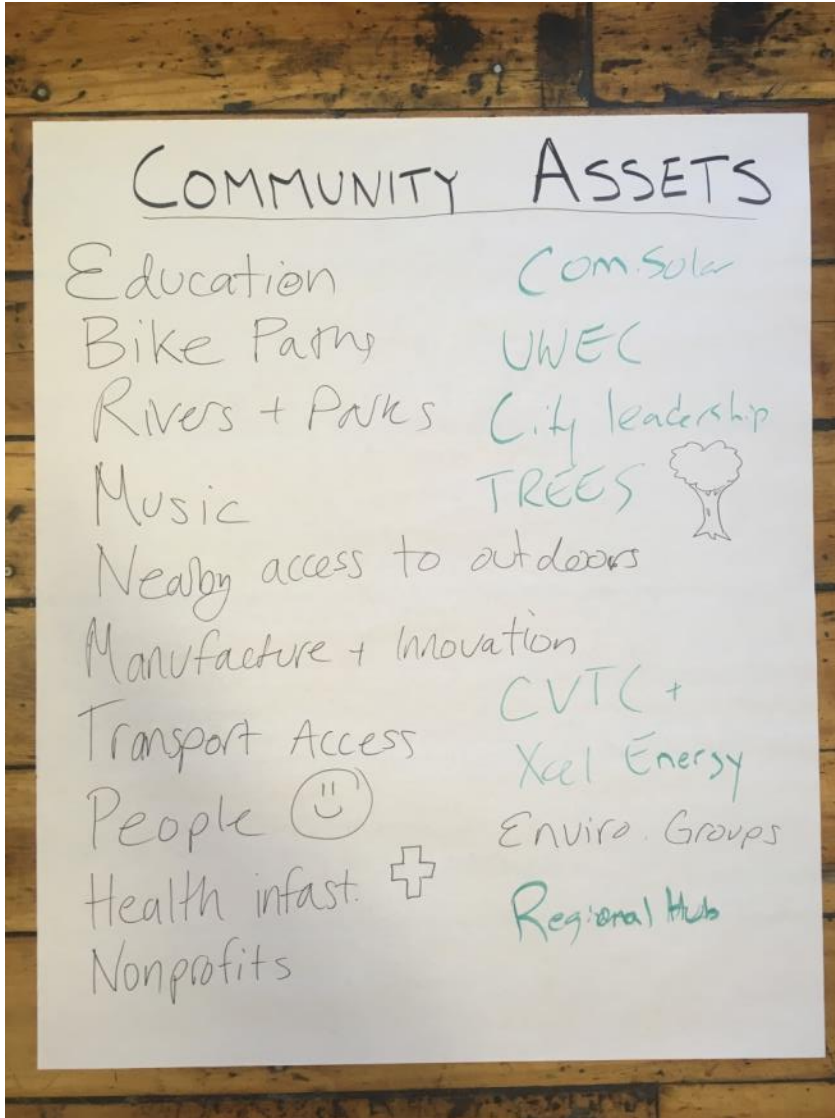 COMMUNITY ASSETS
Education
Bike Paths
Rivers + Parks
Music
Nearby access to outdoors
Manufacture + Innovation
Transport Access
People
Health infast.
Nonprofits
Com. Solar
UWEC
City leadership
TREES
CVTC +
Xcel Energy
Enviro. Groups
Regional Hub